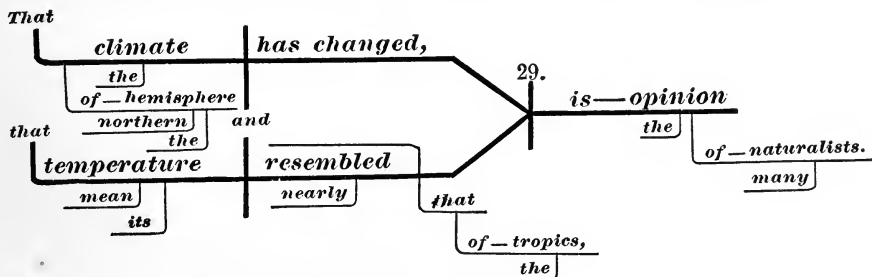 That
climate has changed,
the
of—hemisphere
northern
the
29.
is—opinion
the
of—naturalists.
many
and
that
temperature resembled
mean
its
nearly
that
of—tropics,
the